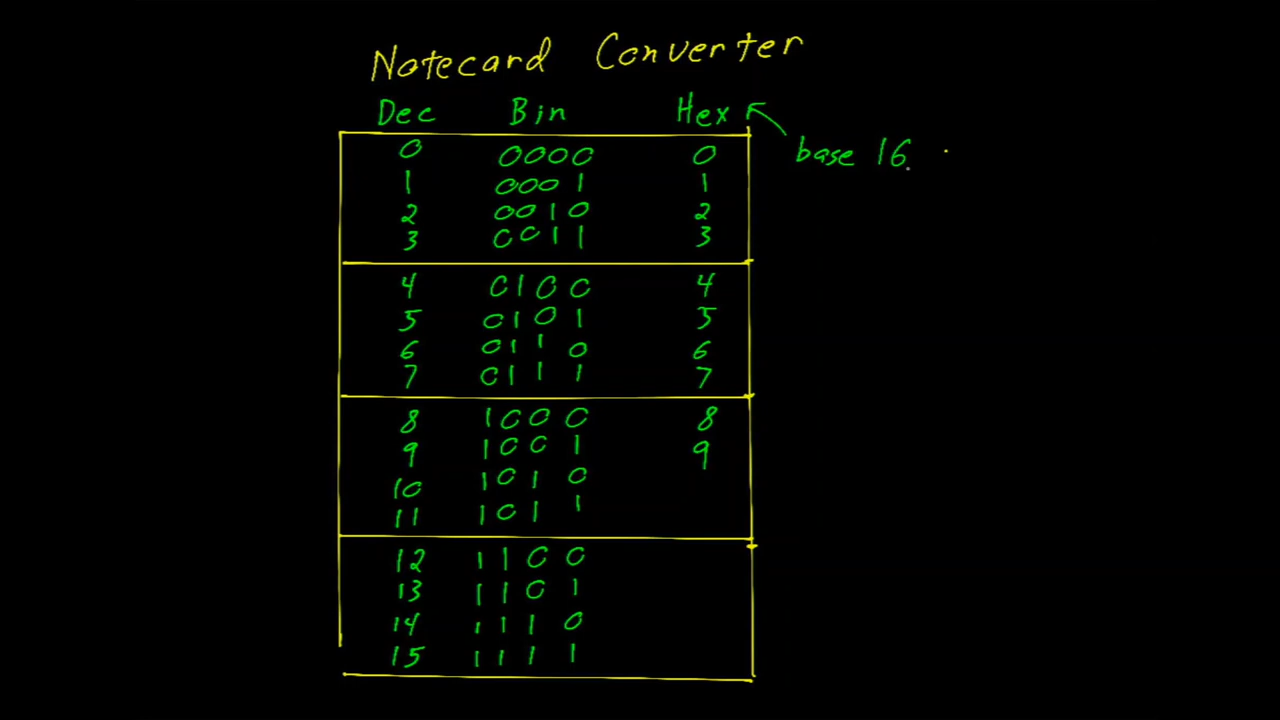 Notecard Converter
Dec Bin Hex
base 16
0 0000 0
1 0001 1
2 0010 2
3 0011 3
4 0100 4
5 0101 5
6 0110 6
7 0111 7
8 1000 8
9 1001 9
10 1010
11 1011
12 1100
13 1101
14 1110
15 1111